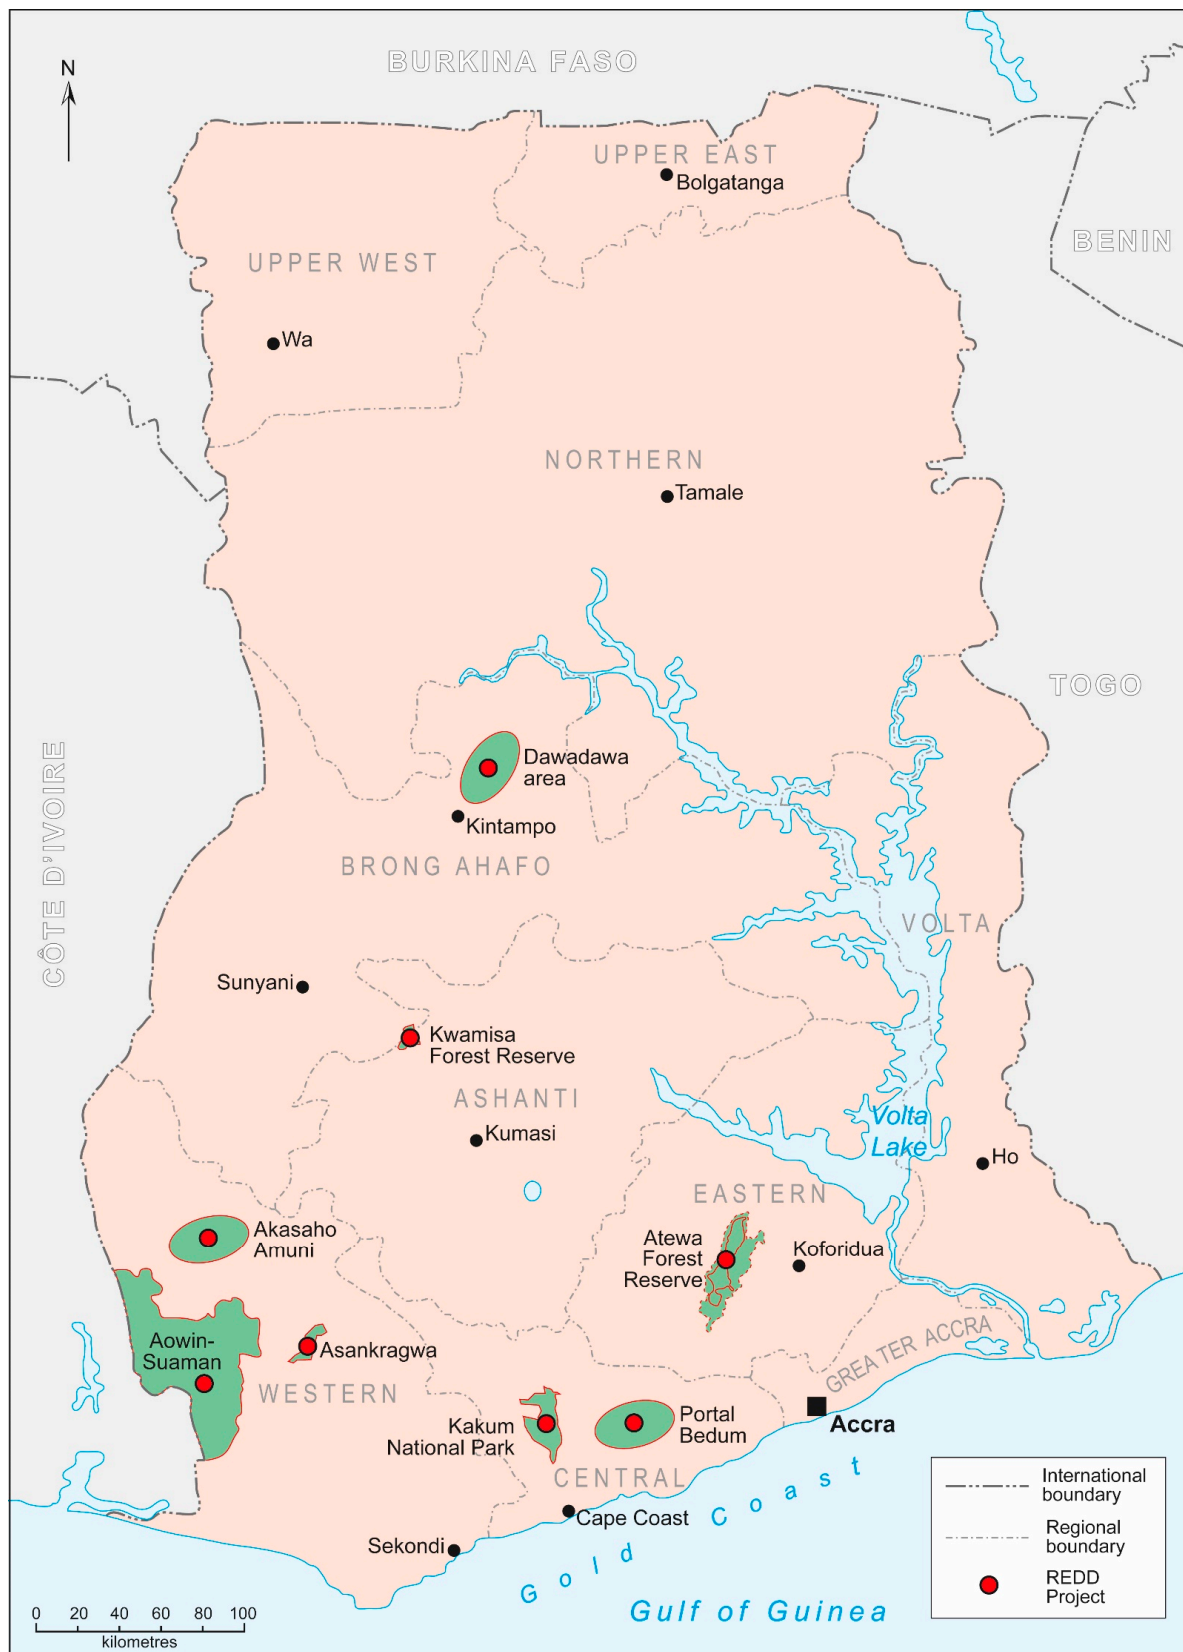 BURKINA FASO
N
UPPER EAST
Bolgatanga
BENIN
UPPER WEST
Wa
NORTHERN
Tamale
TOGO
CÔTE D'IVOIRE
Dawadawa
area
Kintampo
BRONG AHAFO
VOLTA
Sunyani
Kwamisa
Forest Reserve
ASHANTI
Kumasi
Volta
Lake
Ho
EASTERN
Akasaho
Amuni
Atewa
Forest
Reserve
Koforidua
Aowin-
Suaman
Asankragwa
WESTERN
GREATER ACCRA
Kakum
National Park
Portal
Bedum
Accra
CENTRAL
Cape Coast
Sekondi
Gold Coast
Gulf of Guinea
International
boundary
Regional
boundary
REDD
Project
0 20 40 60 80 100
kilometres